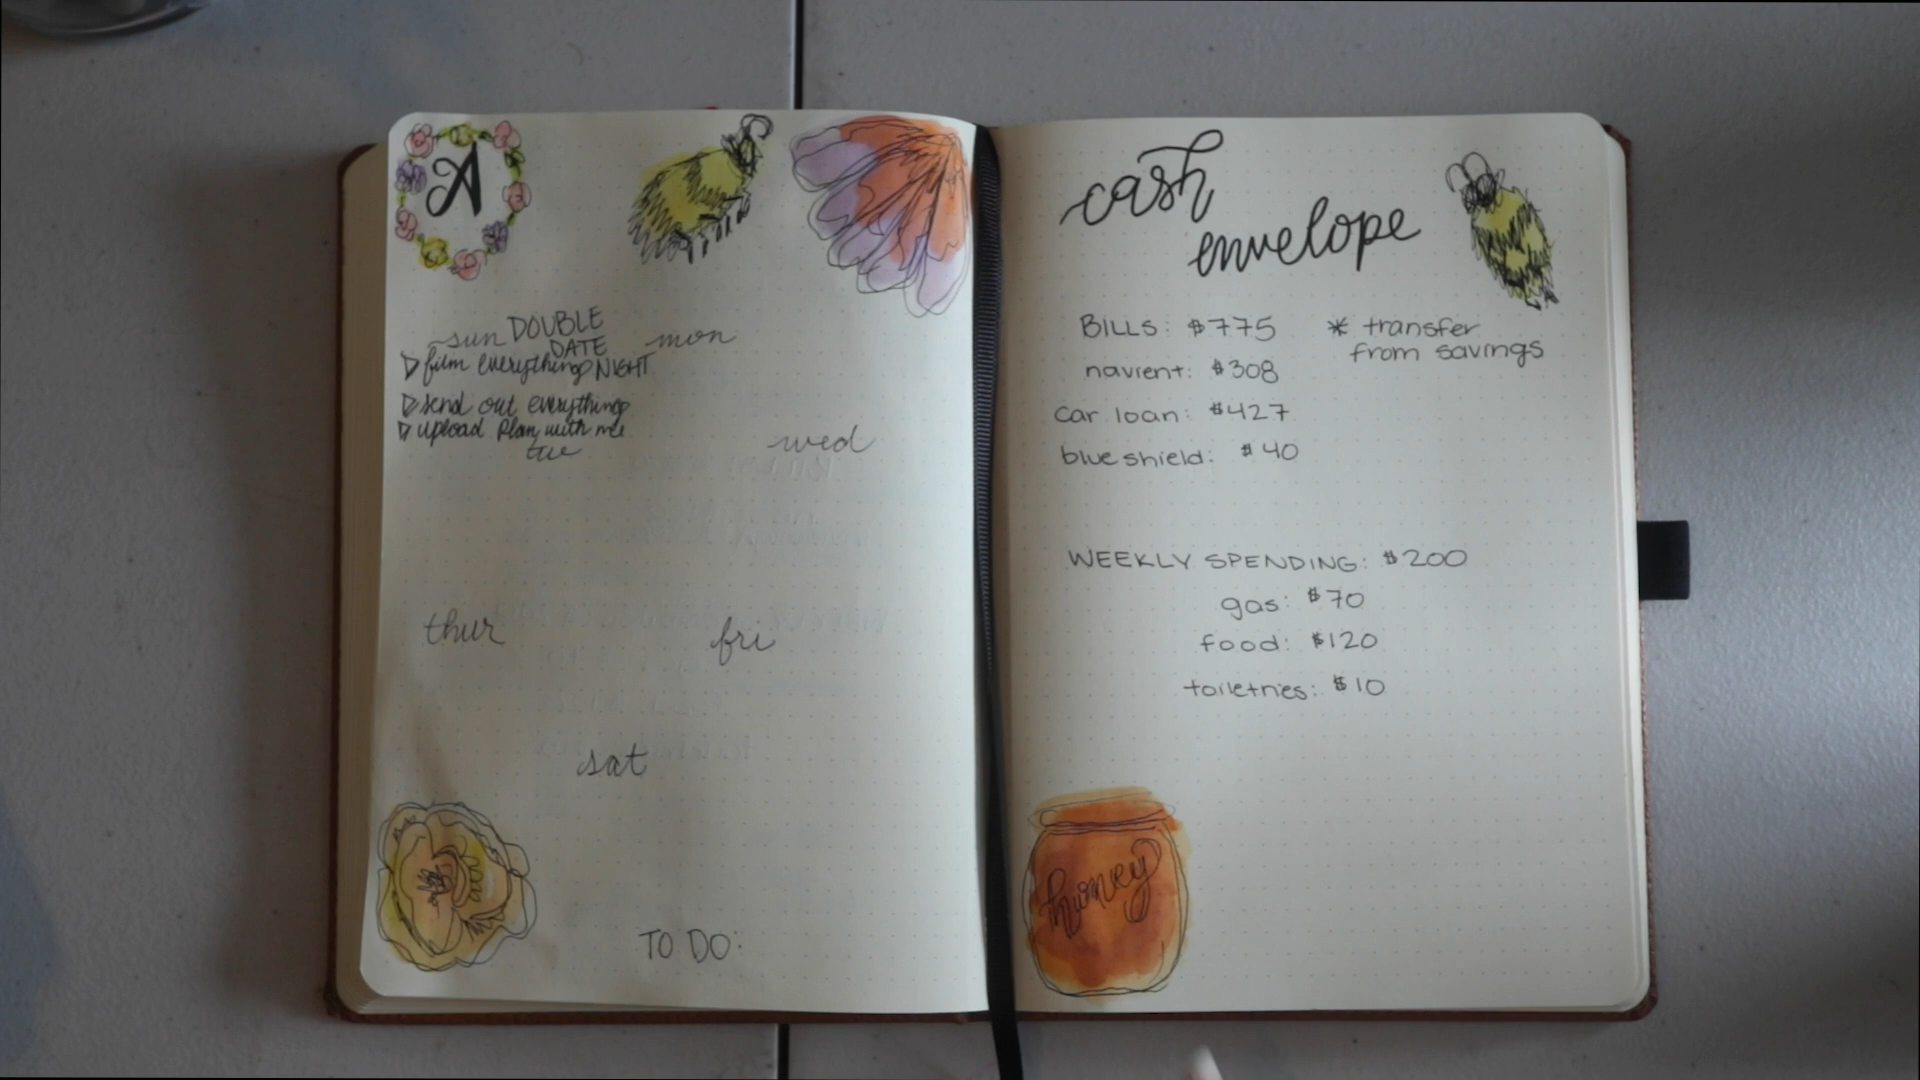 A
sun DOUBLE
DATE
NIGHT
▷ film everything
▷ send out everything
▷ upload plan with me
mon
tue
wed
thur
fri
sat
TO DO:
cash
envelope
BILLS: $775
* transfer
from savings
navient: $308
car loan: $427
blue shield: $40
WEEKLY SPENDING: $200
gas: $70
food: $120
toiletries: $10
honey